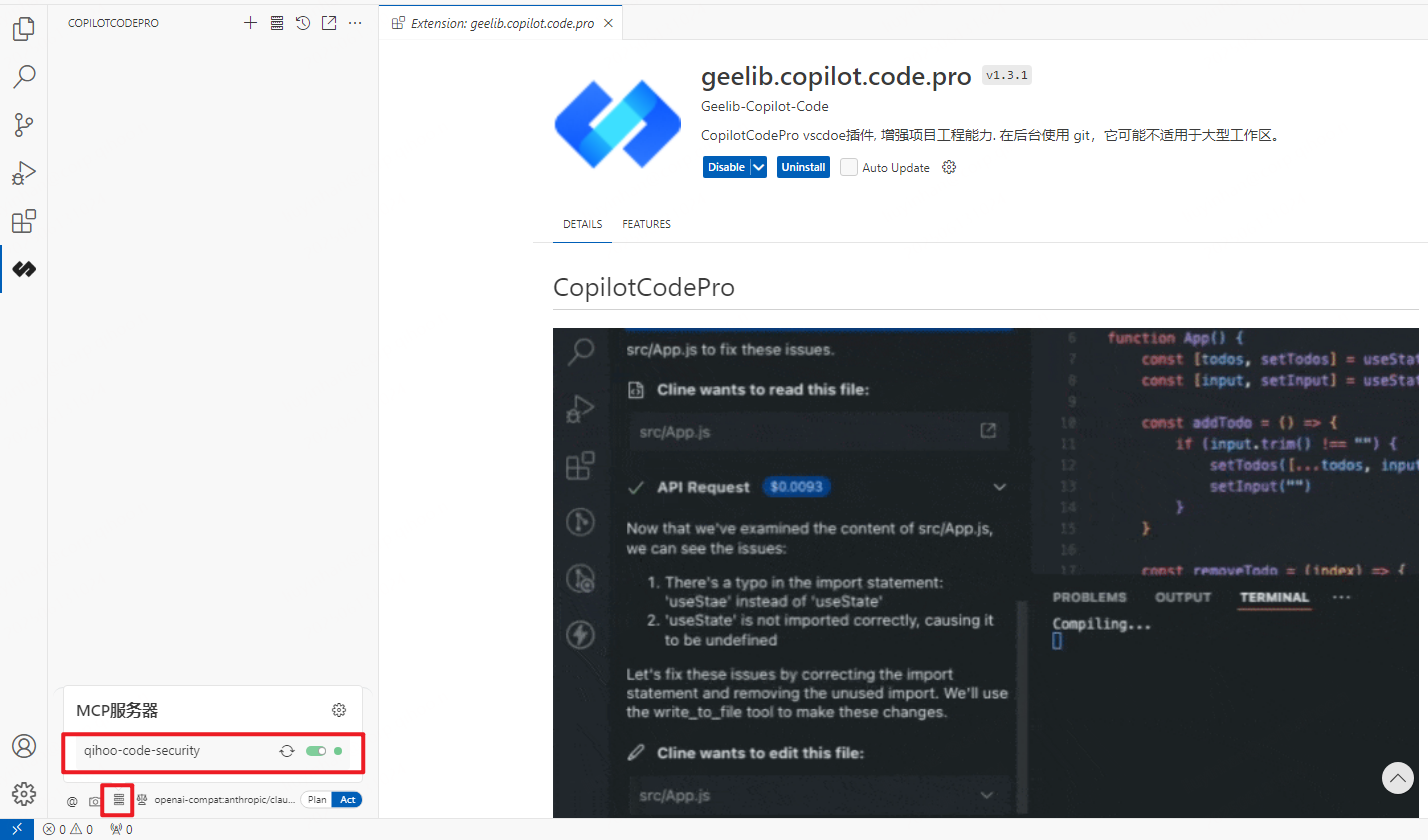 COPILOTCODEPRO
Extension: geelib.copilot.code.pro
geelib.copilot.code.pro v1.3.1
Geelib-Copilot-Code
CopilotCodePro vscdoe插件, 增强项目工程能力. 在后台使用 git，它可能不适用于大型工作区。
Disable Uninstall Auto Update
DETAILS FEATURES
CopilotCodePro
src/App.js to fix these issues.
Cline wants to read this file:
src/App.js
API Request $0.0093
Now that we've examined the content of src/App.js,
we can see the issues:
1. There's a typo in the import statement:
'useStae' instead of 'useState'
2. 'useState' is not imported correctly, causing it
to be undefined
Let's fix these issues by correcting the import
statement and removing the unused import. We'll use
the write_to_file tool to make these changes.
Cline wants to edit this file:
src/App.js
6 function App() {
7 const [todos, setTodos] = useStat
8 const [input, setInput] = useStat
9
10 const addTodo = () => {
11 if (input.trim() !== "") {
12 setTodos([...todos, input
13 setInput("")
14 }
15 }
16
17 const removeTodo = (index) => {
PROBLEMS OUTPUT TERMINAL ···
Compiling...
MCP服务器
qihoo-code-security
@ openai-compat:anthropic/clau... Plan Act
0 0 0